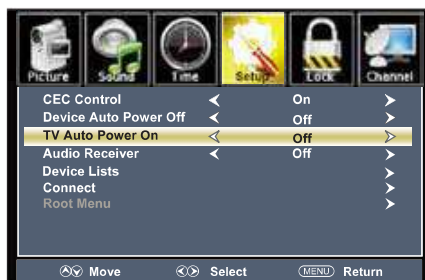 Picture Sound Time Setup Lock Channel
CEC Control On
Device Auto Power Off Off
TV Auto Power On Off
Audio Receiver Off
Device Lists
Connect
Root Menu
Move Select MENU Return